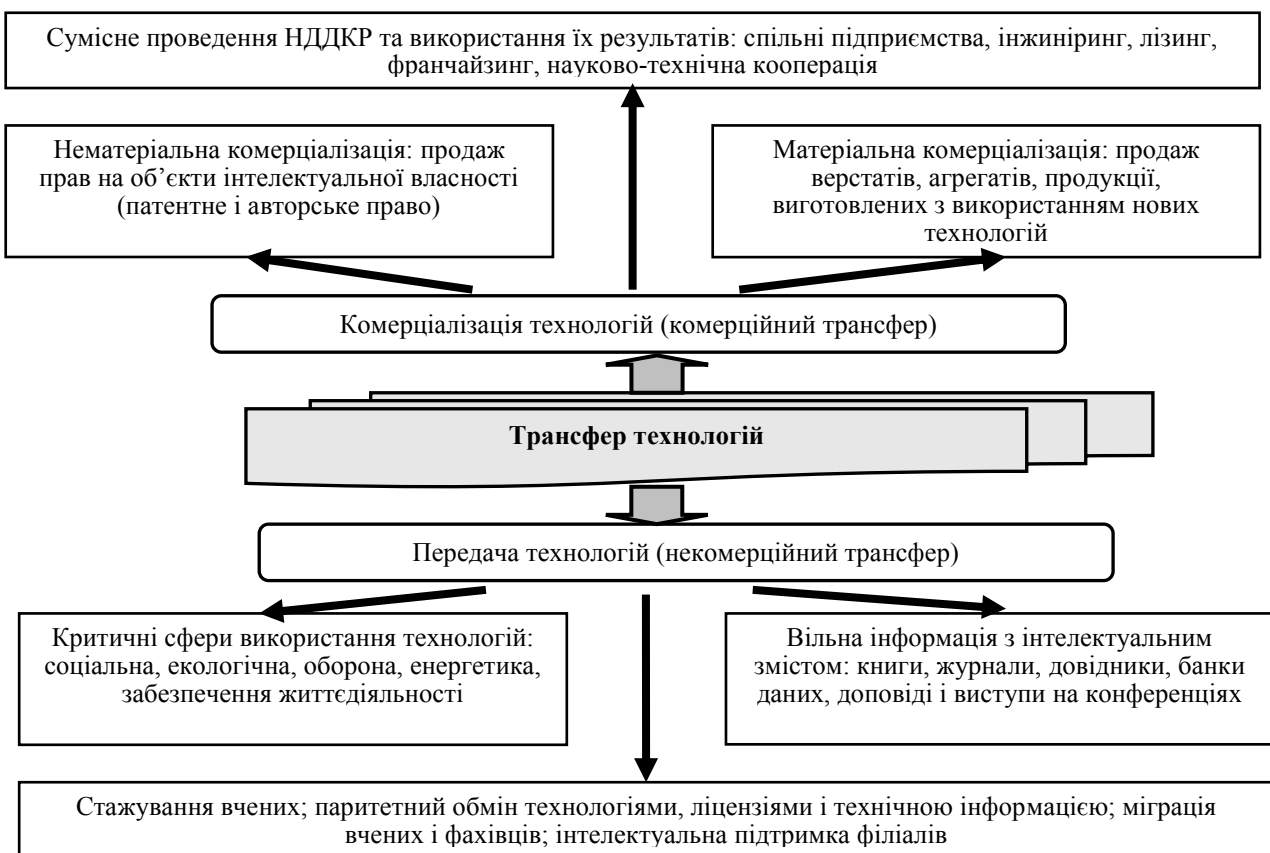 Сумісне проведення НДДКР та використання їх результатів: спільні підприємства, інжиніринг, лізинг,
франчайзинг, науково-технічна кооперація
Нематеріальна комерціалізація: продаж
прав на об’єкти інтелектуальної власності
(патентне і авторське право)
Матеріальна комерціалізація: продаж
верстатів, агрегатів, продукції,
виготовлених з використанням нових
технологій
Комерціалізація технологій (комерційний трансфер)
Трансфер технологій
Передача технологій (некомерційний трансфер)
Критичні сфери використання технологій:
соціальна, екологічна, оборона, енергетика,
забезпечення життєдіяльності
Вільна інформація з інтелектуальним
змістом: книги, журнали, довідники, банки
даних, доповіді і виступи на конференціях
Стажування вчених; паритетний обмін технологіями, ліцензіями і технічною інформацією; міграція
вчених і фахівців; інтелектуальна підтримка філіалів